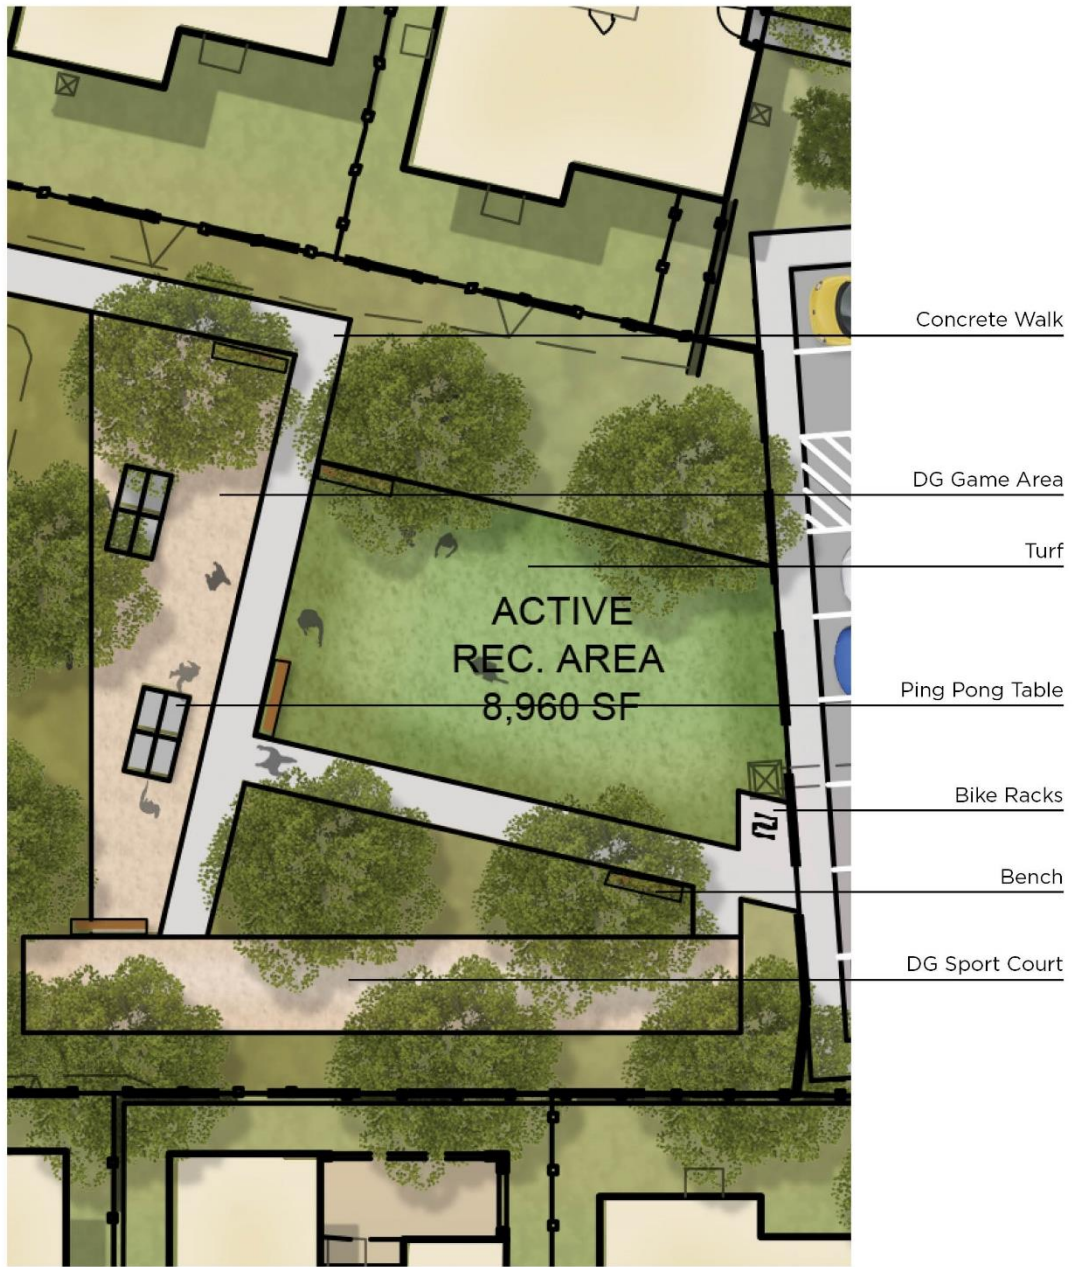 Concrete Walk
DG Game Area
Turf
ACTIVE
REC. AREA
8,960 SF
Ping Pong Table
Bike Racks
Bench
DG Sport Court